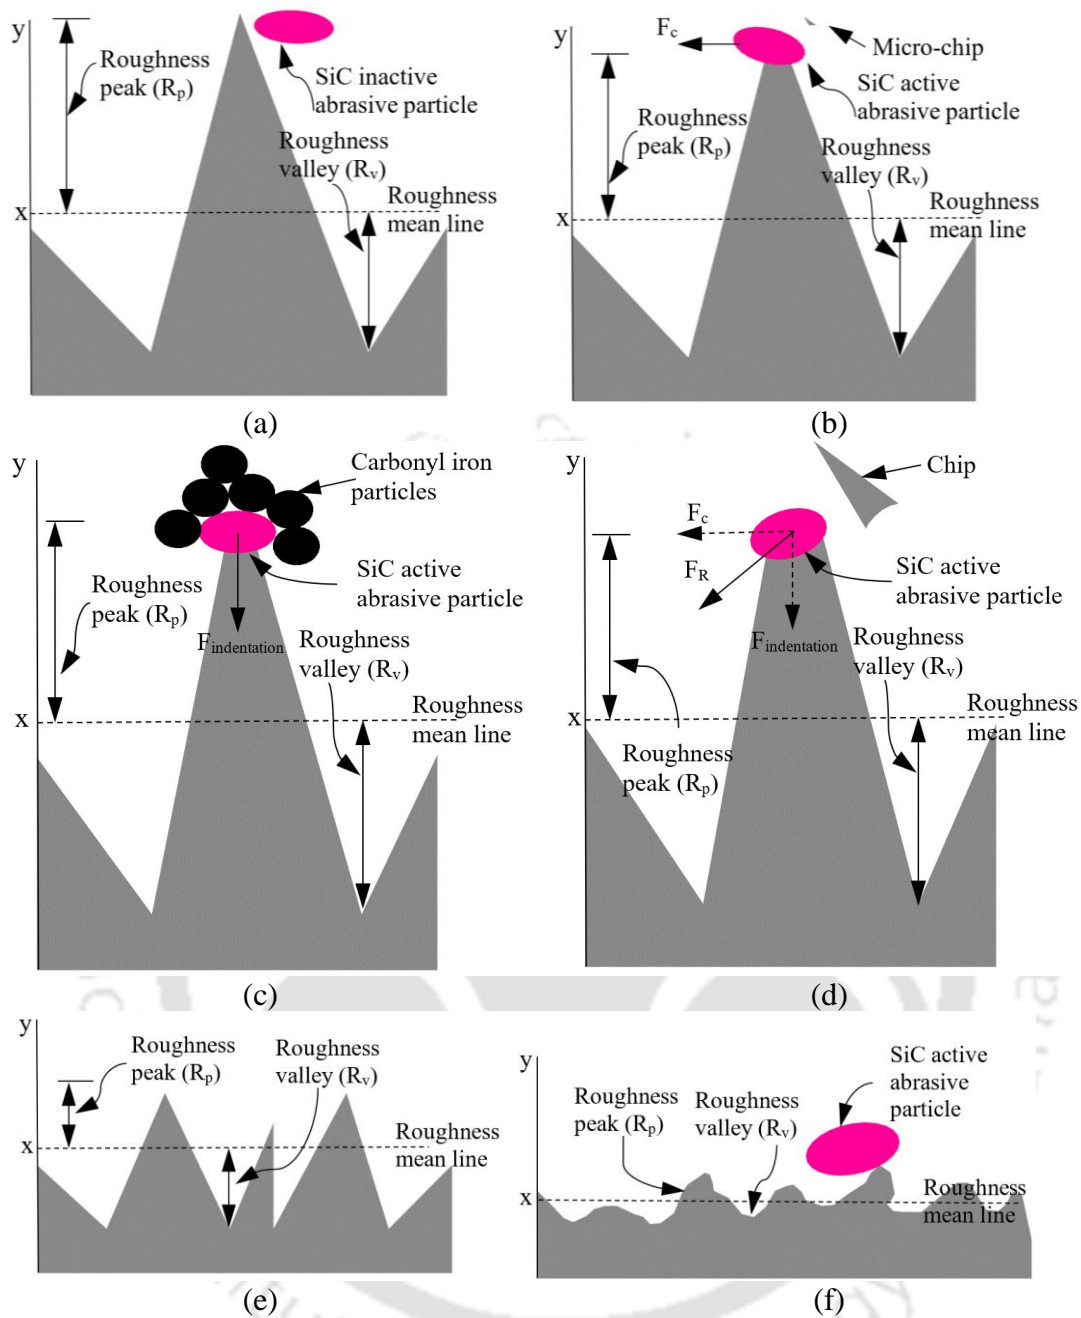 y
Roughness
peak (Rp)
SiC inactive
abrasive particle
Roughness
valley (Rv)
Roughness
mean line
x
(a)
y
Fc
Micro-chip
SiC active
abrasive particle
Roughness
peak (Rp)
Roughness
valley (Rv)
Roughness
mean line
x
(b)
y
Carbonyl iron
particles
SiC active
abrasive particle
Roughness
peak (Rp)
Findentation
Roughness
valley (Rv)
Roughness
mean line
x
(c)
y
Chip
Fc
FR
SiC active
abrasive particle
Findentation
Roughness
valley (Rv)
Roughness
mean line
x
Roughness
peak (Rp)
(d)
y
Roughness
peak (Rp)
Roughness
valley (Rv)
Roughness
mean line
x
(e)
y
SiC active
abrasive
particle
Roughness
peak (Rp)
Roughness
valley (Rv)
Roughness
mean line
x
(f)